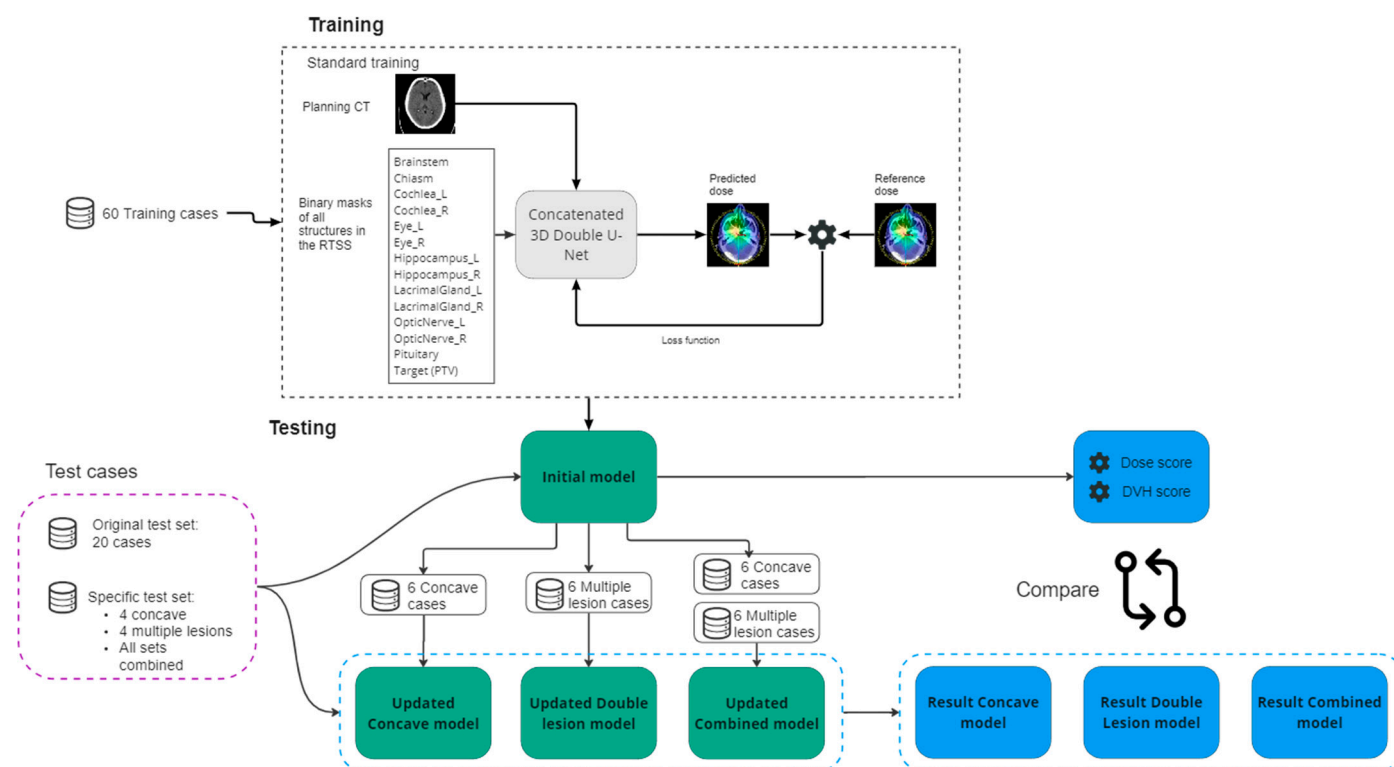 Training
Standard training
Planning CT
60 Training cases
Binary masks
of all
structures in
the RTSS
Brainstem
Chiasm
Cochlea_L
Cochlea_R
Eye_L
Eye_R
Hippocampus_L
Hippocampus_R
LacrimalGland_L
LacrimalGland_R
OpticNerve_L
OpticNerve_R
Pituitary
Target (PTV)
Concatenated
3D Double U-
Net
Predicted
dose
Reference
dose
Loss function
Testing
Test cases
Original test set:
20 cases
Specific test set:
• 4 concave
• 4 multiple lesions
• All sets
combined
Initial model
Dose score
DVH score
6 Concave
cases
6 Multiple
lesion cases
6 Concave
cases
6 Multiple
lesion cases
Compare
Updated
Concave model
Updated Double
lesion model
Updated
Combined model
Result Concave
model
Result Double
Lesion model
Result Combined
model